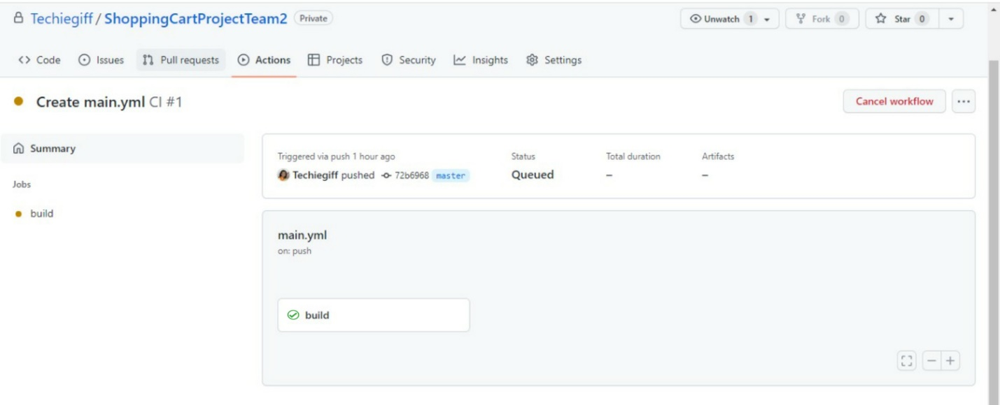 Techiegiff / ShoppingCartProjectTeam2 Private
Unwatch 1 Fork 0 Star 0
<> Code Issues Pull requests Actions Projects Security Insights Settings
Create main.yml CI #1
Cancel workflow ...
Summary
Jobs
build
Triggered via push 1 hour ago Status Total duration Artifacts
Techiegiff pushed 72b6968 master Queued – –
main.yml
on: push
build